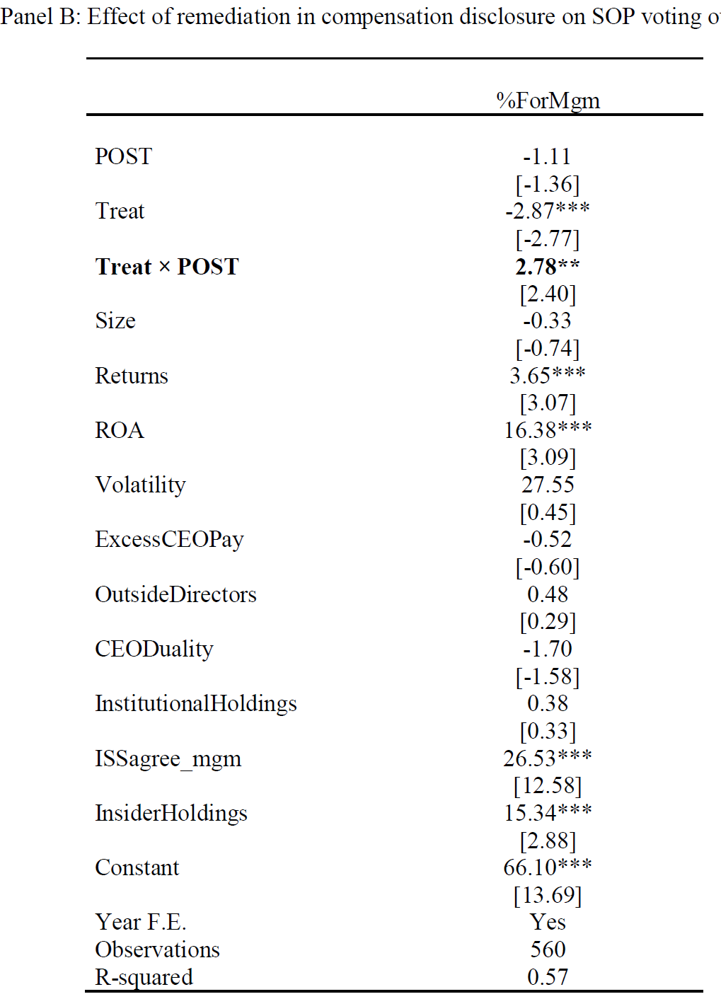 Panel B: Effect of remediation in compensation disclosure on SOP voting
%ForMgm
POST -1.11
[-1.36]
Treat -2.87***
[-2.77]
Treat × POST 2.78**
[2.40]
Size -0.33
[-0.74]
Returns 3.65***
[3.07]
ROA 16.38***
[3.09]
Volatility 27.55
[0.45]
ExcessCEOPay -0.52
[-0.60]
OutsideDirectors 0.48
[0.29]
CEODuality -1.70
[-1.58]
InstitutionalHoldings 0.38
[0.33]
ISSagree_mgm 26.53***
[12.58]
InsiderHoldings 15.34***
[2.88]
Constant 66.10***
[13.69]
Year F.E. Yes
Observations 560
R-squared 0.57